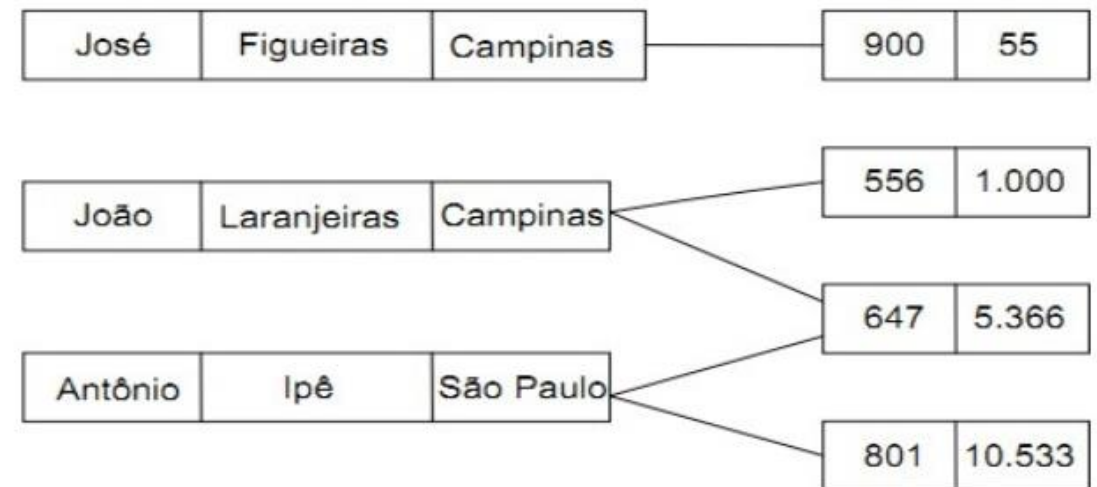 José Figueiras Campinas 900 55
556 1.000
João Laranjeiras Campinas
647 5.366
Antônio Ipê São Paulo
801 10.533